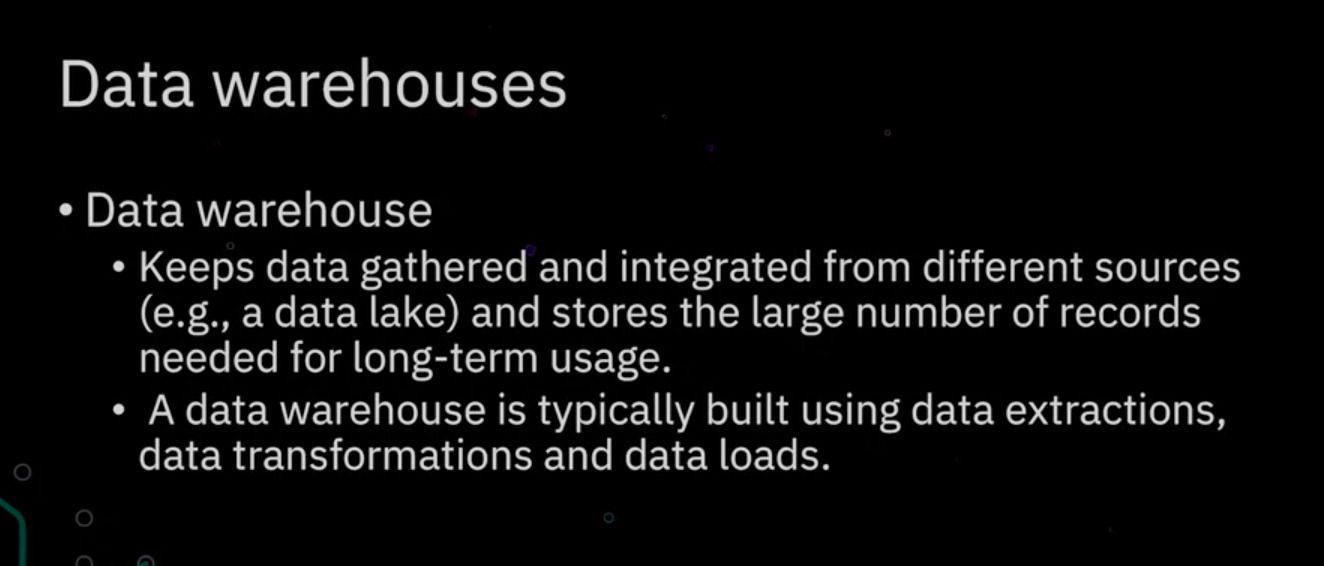 Data warehouses
• Data warehouse
• Keeps data gathered and integrated from different sources
(e.g., a data lake) and stores the large number of records
needed for long-term usage.
• A data warehouse is typically built using data extractions,
data transformations and data loads.